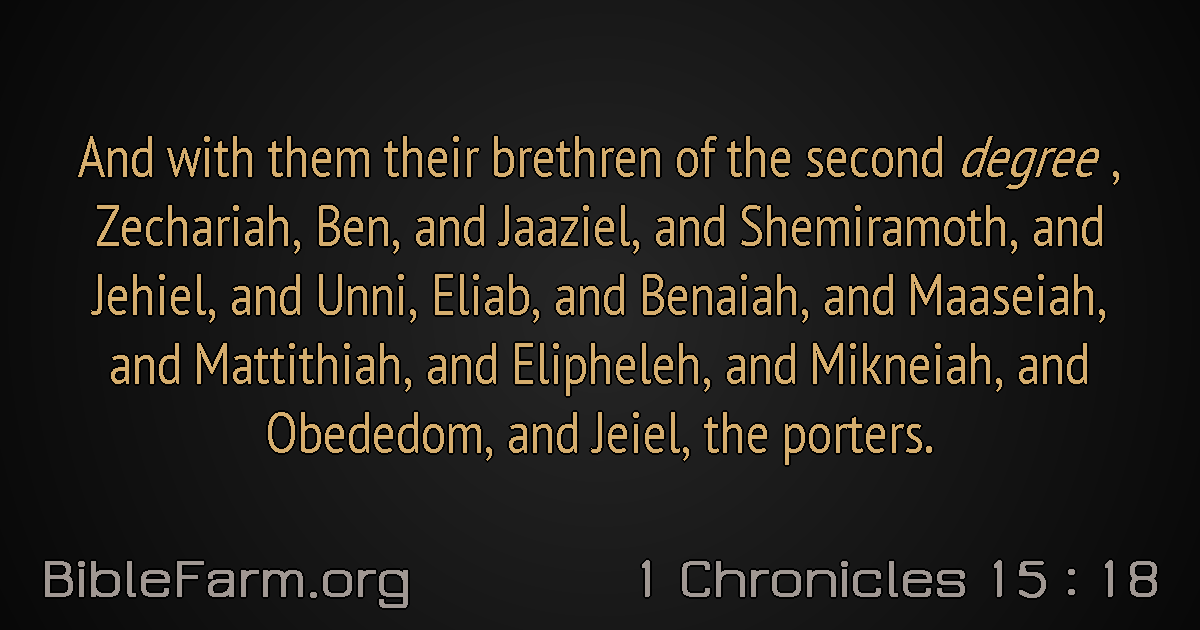 And with them their brethren of the second degree ,
Zechariah, Ben, and Jaaziel, and Shemiramoth, and
Jehiel, and Unni, Eliab, and Benaiah, and Maaseiah,
and Mattithiah, and Elipheleh, and Mikneiah, and
Obededom, and Jeiel, the porters.
BibleFarm.org
1 Chronicles 15 : 18